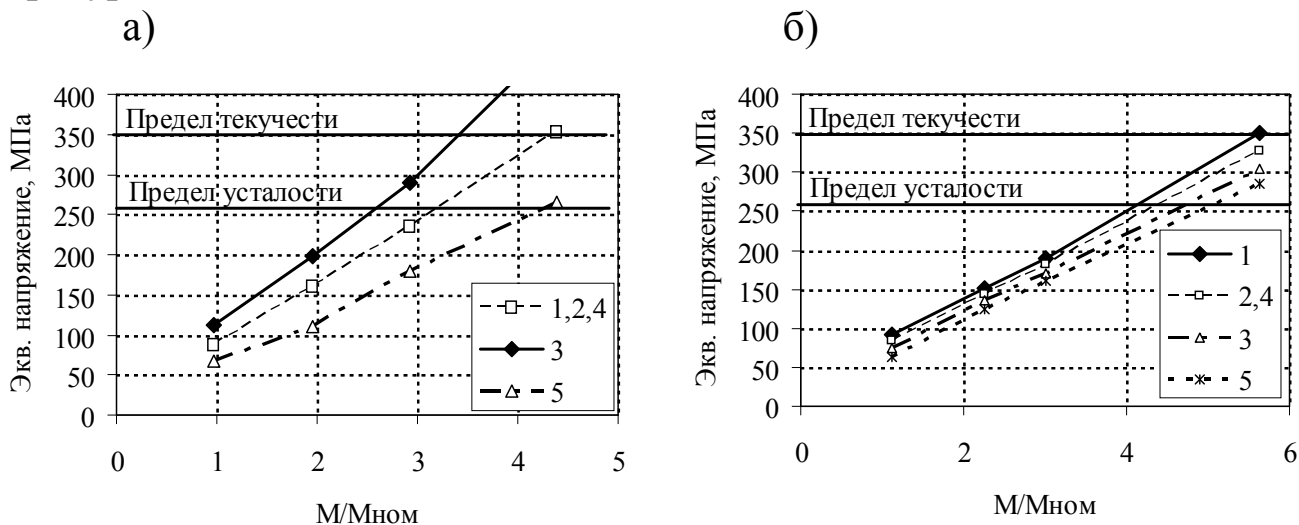 а)
Экв. напряжение, МПа
400
350
300
250
200
150
100
50
0
Предел текучести
Предел усталости
1,2,4
3
5
0 1 2 3 4 5
М/Мном
б)
Экв. напряжение, МПа
400
350
300
250
200
150
100
50
0
Предел текучести
Предел усталости
1
2,4
3
5
0 2 4 6
М/Мном